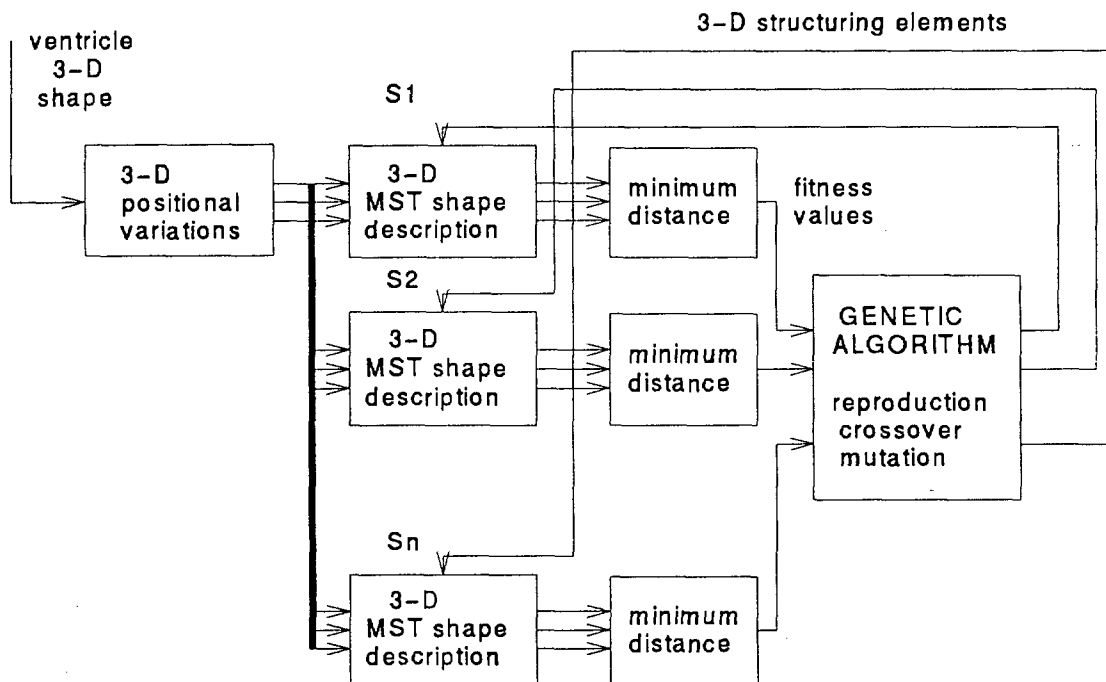 3-D structuring elements
ventricle
3-D
shape
S1
3-D
positional
variations
3-D
MST shape
description
minimum
distance
fitness
values
S2
3-D
MST shape
description
minimum
distance
GENETIC
ALGORITHM
reproduction
crossover
mutation
Sn
3-D
MST shape
description
minimum
distance